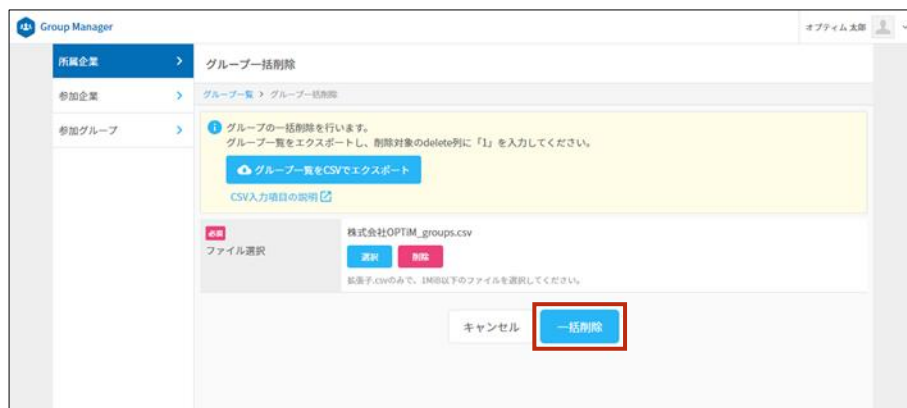 Group Manager
オプティム 太郎
所属企業
参加企業
参加グループ
グループ一括削除
グループ一覧 > グループ一括削除
グループの一括削除を行います。
グループ一覧をエクスポートし、削除対象のdelete列に「1」を入力してください。
グループ一覧をCSVでエクスポート
CSV入力項目の説明
必須
ファイル選択
株式会社OPTiM_groups.csv
選択 削除
拡張子.csvのみで、1MiB以下のファイルを選択してください。
キャンセル 一括削除